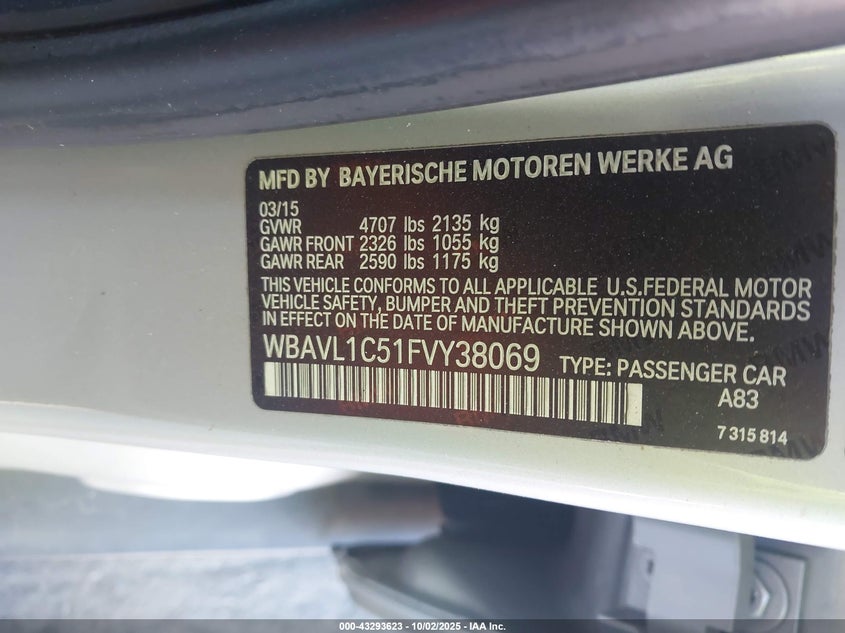 MFD BY BAYERISCHE MOTOREN WERKE AG
03/15
GVWR 4707 lbs 2135 kg
GAWR FRONT 2326 lbs 1055 kg
GAWR REAR 2590 lbs 1175 kg
THIS VEHICLE CONFORMS TO ALL APPLICABLE U.S.FEDERAL MOTOR
VEHICLE SAFETY, BUMPER AND THEFT PREVENTION STANDARDS
IN EFFECT ON THE DATE OF MANUFACTURE SHOWN ABOVE.
WBAVL1C51FVY38069 TYPE: PASSENGER CAR
A83
7 315 814
000-43293623 - 10/02/2025 - IAA Inc.